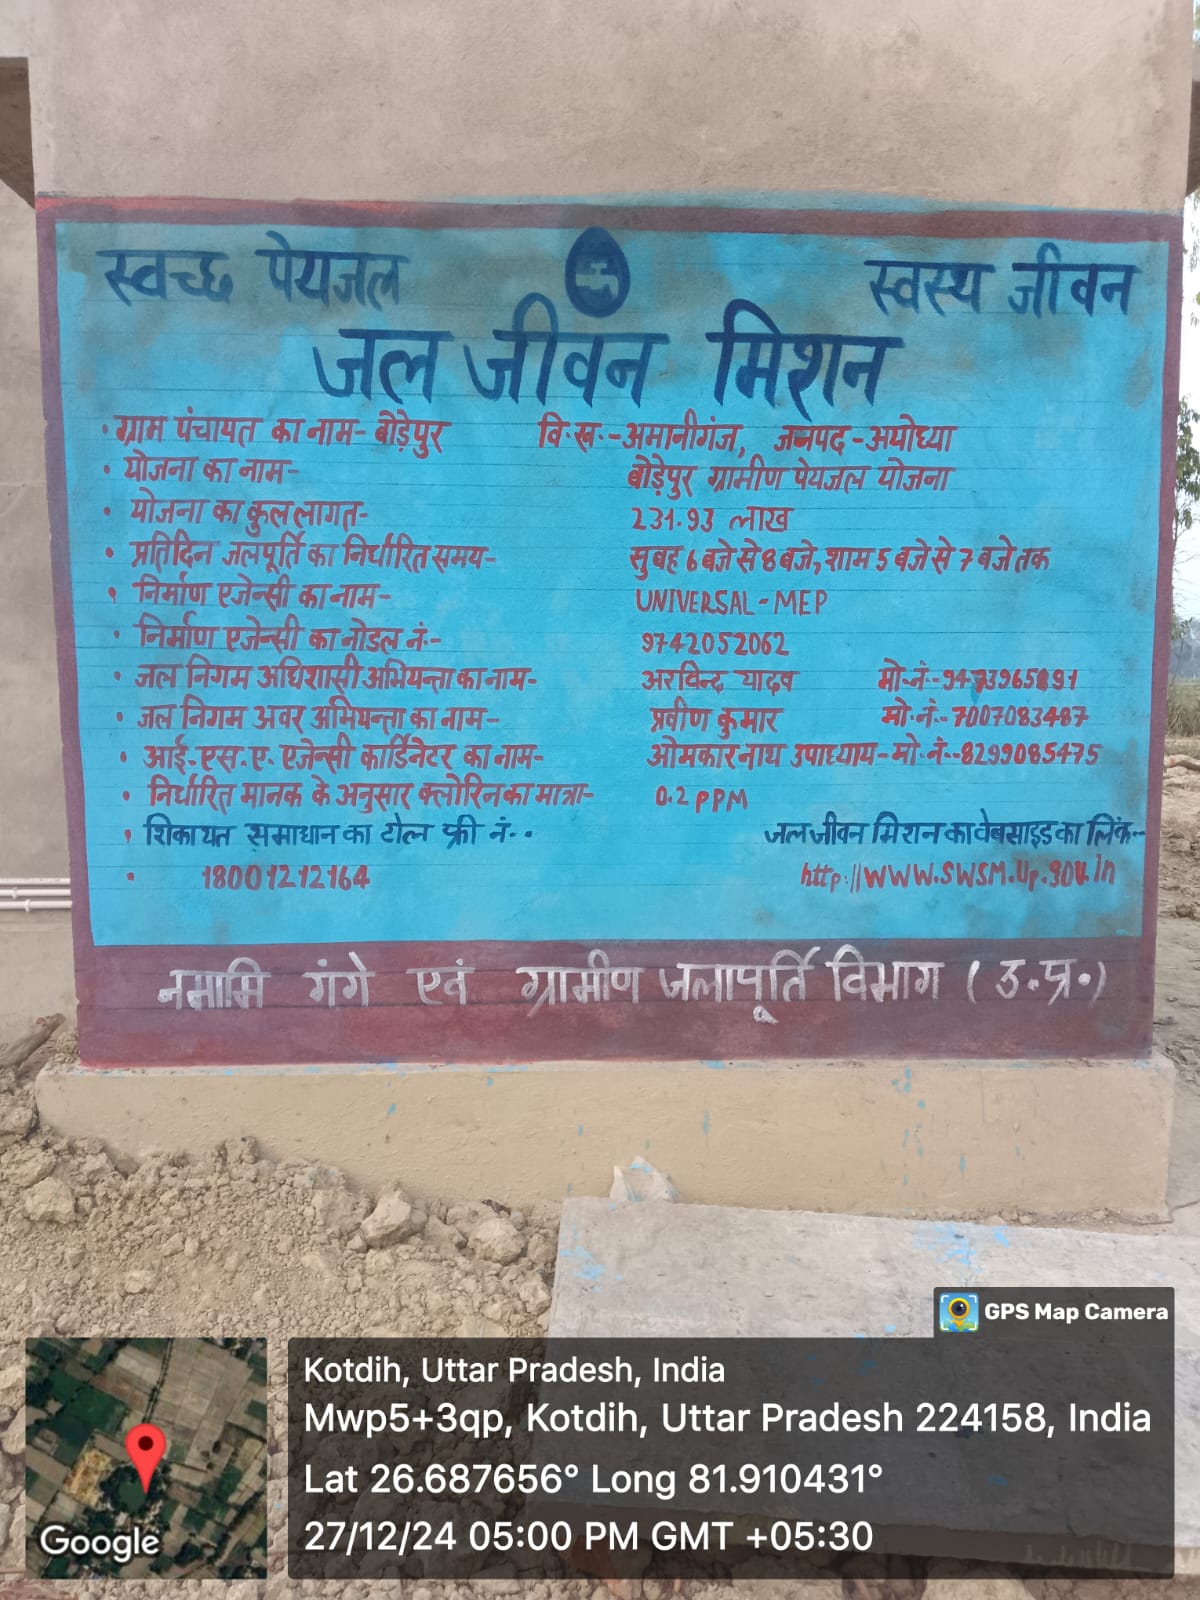 स्वच्छ पेयजल स्वस्थ जीवन
जल जीवन मिशन
• ग्राम पंचायत का नाम- बोड़ेपुर वि.ख.-अमानीगंज, जनपद-अयोध्या
• योजना का नाम- बोड़ेपुर ग्रामीण पेयजल योजना
• योजना का कुल लागत- 231.93 लाख
• प्रतिदिन जलपूर्ति का निर्धारित समय- सुबह 6 बजे से 8 बजे, शाम 5 बजे से 7 बजे तक
• निर्माण एजेन्सी का नाम- UNIVERSAL-MEP
• निर्माण एजेन्सी का नोडल नं.- 9742052062
• जल निगम अधिशासी अभियन्ता का नाम- अरविन्द यादव मो.नं.-
• जल निगम अवर अभियन्ता का नाम- प्रवीण कुमार मो.नं.-7007083487
• आई.एस.ए. एजेन्सी कार्डिनेटर का नाम- ओमकार नाथ उपाध्याय-मो.नं.-8299085475
• निर्धारित मानक के अनुसार क्लोरिन का मात्रा- 0.2 PPM
• शिकायत समाधान का टोल फ्री नं.. जल जीवन मिशन का वेबसाइड का लिंक-
• 18001212164 http://WWW.SWSM.Up.gov.in
नमामि गंगे एवं ग्रामीण जलापूर्ति विभाग (उ.प्र.)
GPS Map Camera
Kotdih, Uttar Pradesh, India
Mwp5+3qp, Kotdih, Uttar Pradesh 224158, India
Lat 26.687656° Long 81.910431°
27/12/24 05:00 PM GMT +05:30
Google